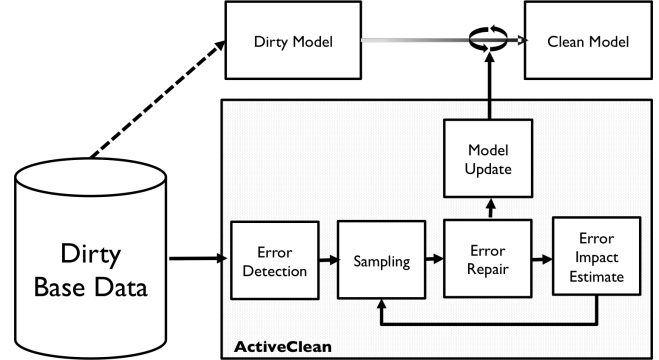 Dirty Model
Clean Model
Model
Update
Dirty
Base Data
Error
Detection
Sampling
Error
Repair
Error
Impact
Estimate
ActiveClean